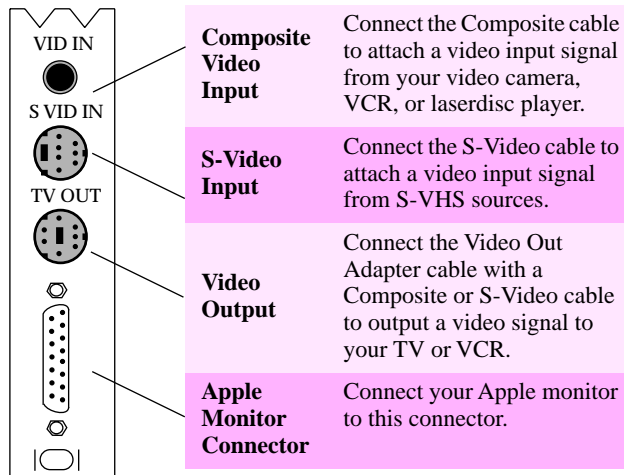 VID IN
S VID IN
TV OUT
Composite
Video
Input
Connect the Composite cable
to attach a video input signal
from your video camera,
VCR, or laserdisc player.
S-Video
Input
Connect the S-Video cable to
attach a video input signal
from S-VHS sources.
Video
Output
Connect the Video Out
Adapter cable with a
Composite or S-Video cable
to output a video signal to
your TV or VCR.
Apple
Monitor
Connector
Connect your Apple monitor
to this connector.